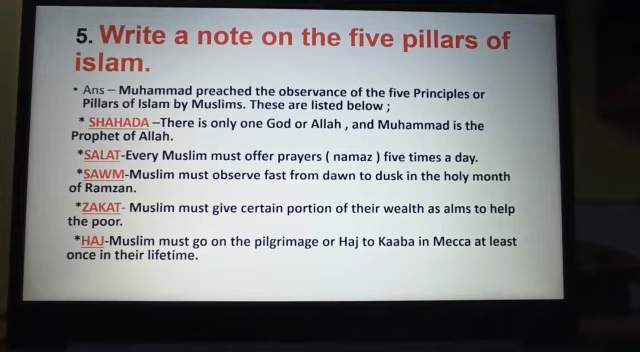 5. Write a note on the five pillars of
islam.
• Ans – Muhammad preached the observance of the five Principles or
Pillars of Islam by Muslims. These are listed below ;
* SHAHADA –There is only one God or Allah , and Muhammad is the
Prophet of Allah.
*SALAT-Every Muslim must offer prayers ( namaz ) five times a day.
*SAWM-Muslim must observe fast from dawn to dusk in the holy month
of Ramzan.
*ZAKAT- Muslim must give certain portion of their wealth as alms to help
the poor.
*HAJ-Muslim must go on the pilgrimage or Haj to Kaaba in Mecca at least
once in their lifetime.